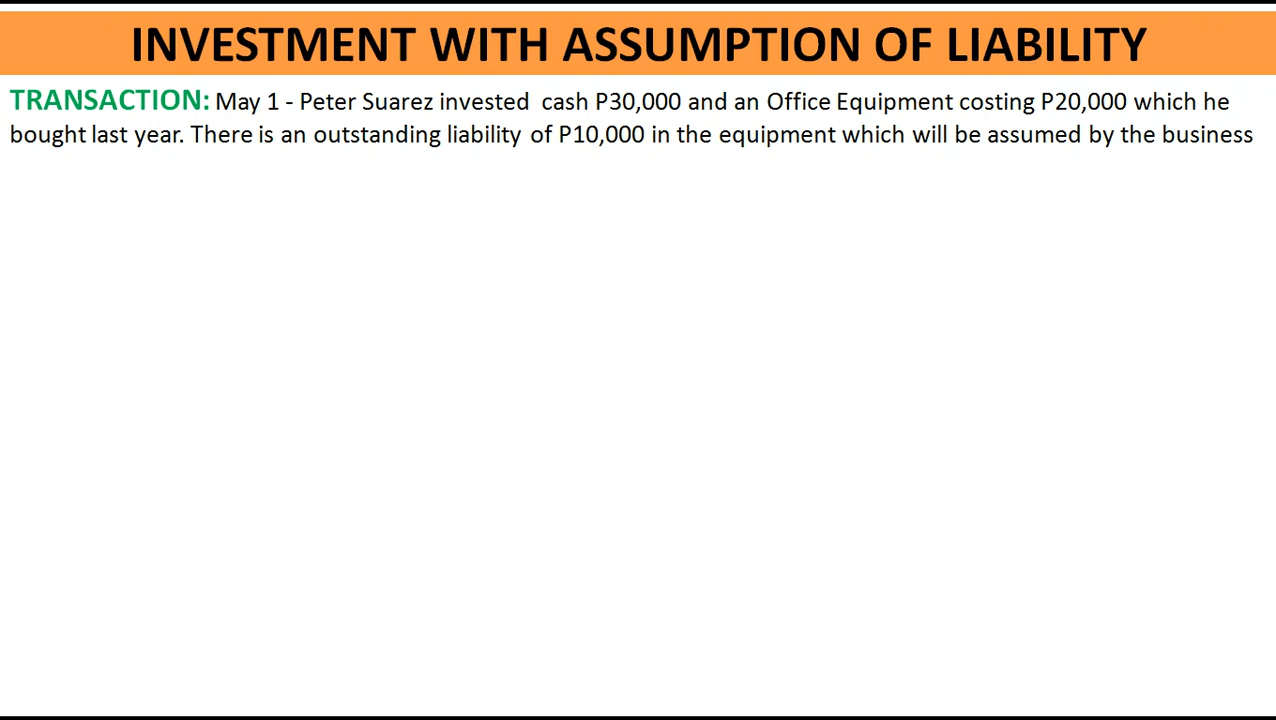 INVESTMENT WITH ASSUMPTION OF LIABILITY
TRANSACTION: May 1 - Peter Suarez invested cash P30,000 and an Office Equipment costing P20,000 which he
bought last year. There is an outstanding liability of P10,000 in the equipment which will be assumed by the business